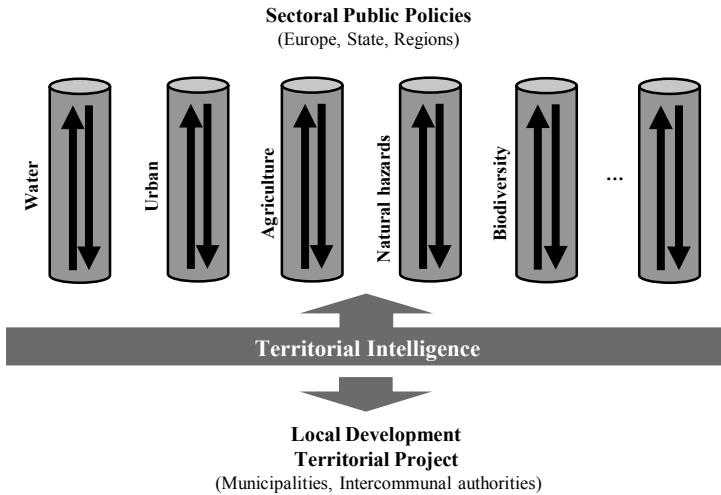 Sectoral Public Policies
(Europe, State, Regions)
Water
Urban
Agriculture
Natural hazards
Biodiversity
...
Territorial Intelligence
Local Development
Territorial Project
(Municipalities, Intercommunal authorities)